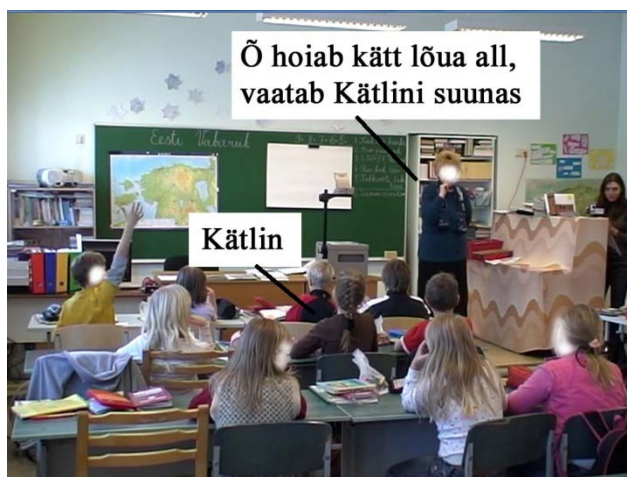 Õ hoiab kätt lõua all,
vaatab Kätlini suunas
Eesti Vabariik
Kätlin